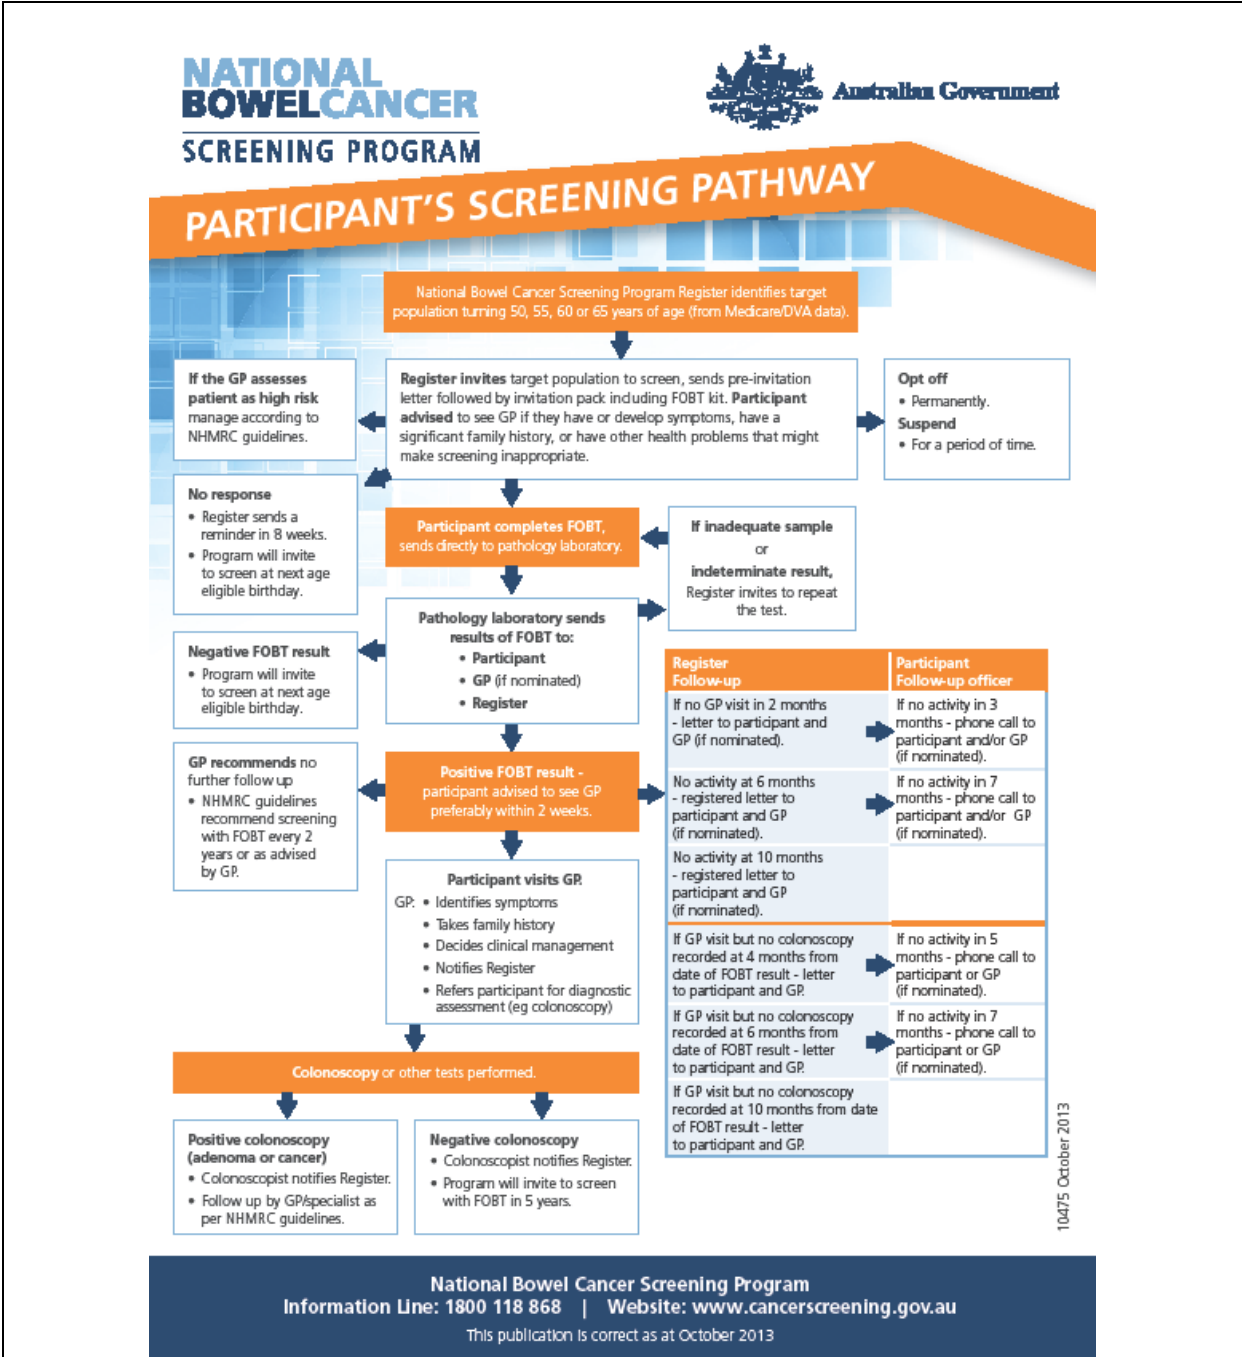 NATIONAL
BOWELCANCER
SCREENING PROGRAM
Australian Government
PARTICIPANT'S SCREENING PATHWAY
National Bowel Cancer Screening Program Register identifies target
population turning 50, 55, 60 or 65 years of age (from Medicare/DVA data).
If the GP assesses
patient as high risk
manage according to
NHMRC guidelines.
Register invites target population to screen, sends pre-invitation
letter followed by invitation pack including FOBT kit. Participant
advised to see GP if they have or develop symptoms, have a
significant family history, or have other health problems that might
make screening inappropriate.
Opt off
• Permanently.
Suspend
• For a period of time.
No response
• Register sends a
reminder in 8 weeks.
• Program will invite
to screen at next age
eligible birthday.
Participant completes FOBT,
sends directly to pathology laboratory.
If inadequate sample
or
indeterminate result,
Register invites to repeat
the test.
Pathology laboratory sends
results of FOBT to:
• Participant
• GP (if nominated)
• Register
Negative FOBT result
• Program will invite
to screen at next age
eligible birthday.
GP recommends no
further follow up
• NHMRC guidelines
recommend screening
with FOBT every 2
years or as advised
by GP.
Positive FOBT result -
participant advised to see GP
preferably within 2 weeks.
Participant visits GP.
GP: • Identifies symptoms
• Takes family history
• Decides clinical management
• Notifies Register
• Refers participant for diagnostic
assessment (eg colonoscopy)
Register
Follow-up
Participant
Follow-up officer
If no GP visit in 2 months
- letter to participant and
GP (if nominated).
If no activity in 3
months - phone call to
participant and/or GP
(if nominated).
No activity at 6 months
- registered letter to
participant and GP
(if nominated).
If no activity in 7
months - phone call to
participant and/or GP
(if nominated).
No activity at 10 months
- registered letter to
participant and GP
(if nominated).
If GP visit but no colonoscopy
recorded at 4 months from
date of FOBT result - letter
to participant and GP.
If no activity in 5
months - phone call to
participant or GP
(if nominated).
If GP visit but no colonoscopy
recorded at 6 months from
date of FOBT result - letter
to participant and GP.
If no activity in 7
months - phone call to
participant or GP
(if nominated).
If GP visit but no colonoscopy
recorded at 10 months from date
of FOBT result - letter
to participant and GP.
Colonoscopy or other tests performed.
Positive colonoscopy
(adenoma or cancer)
• Colonoscopist notifies Register.
• Follow up by GP/specialist as
per NHMRC guidelines.
Negative colonoscopy
• Colonoscopist notifies Register.
• Program will invite to screen
with FOBT in 5 years.
10475 October 2013
National Bowel Cancer Screening Program
Information Line: 1800 118 868 | Website: www.cancerscreening.gov.au
This publication is correct as at October 2013